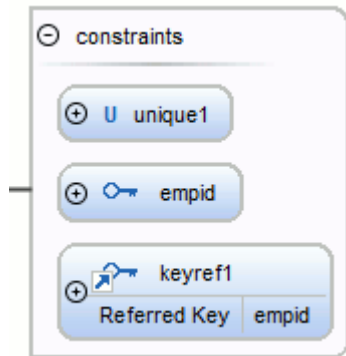 constraints
U unique1
empid
keyref1
Referred Key empid